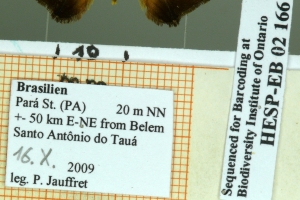 Brasilien
Pará St. (PA) 20 m NN
+- 50 km E-NE from Belem
Santo Antônio do Tauá
16. X. 2009
leg. P. Jauffret
Sequenced for Barcoding at
Biodiversity Institute of Ontario
HESP-EB 02 166